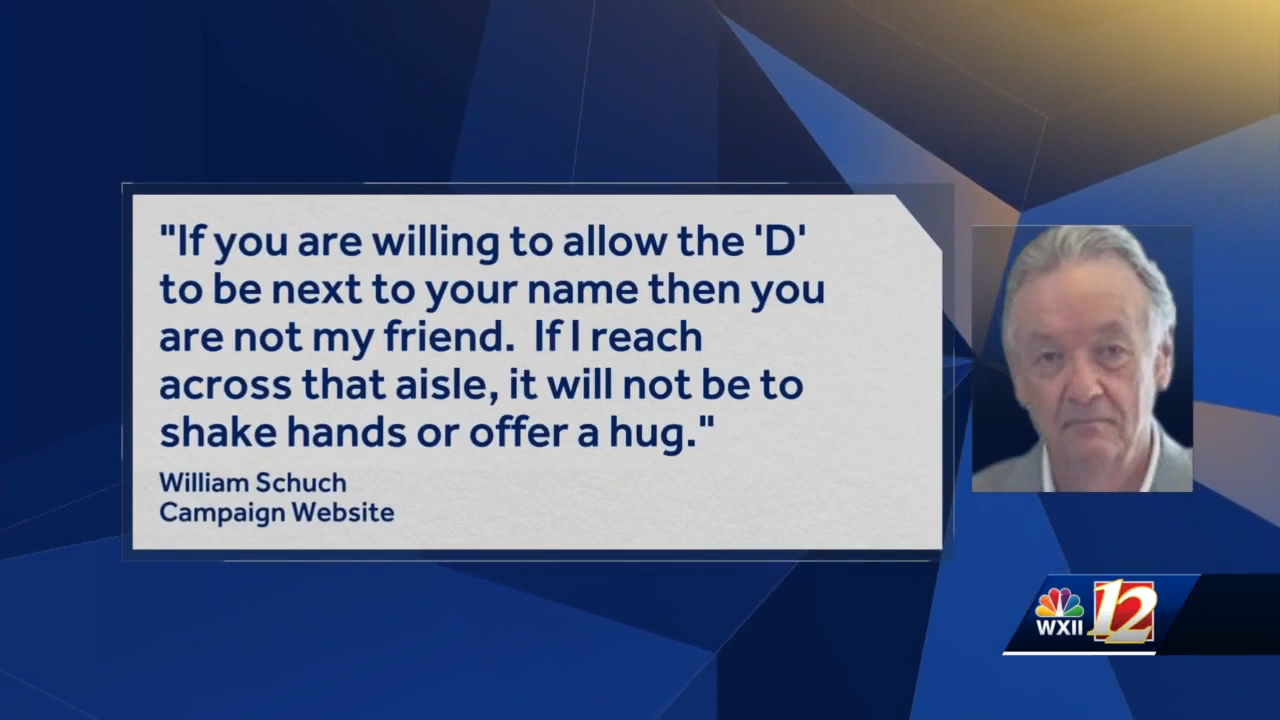 "If you are willing to allow the 'D'
to be next to your name then you
are not my friend.  If I reach
across that aisle, it will not be to
shake hands or offer a hug."
William Schuch
Campaign Website
WXII 12